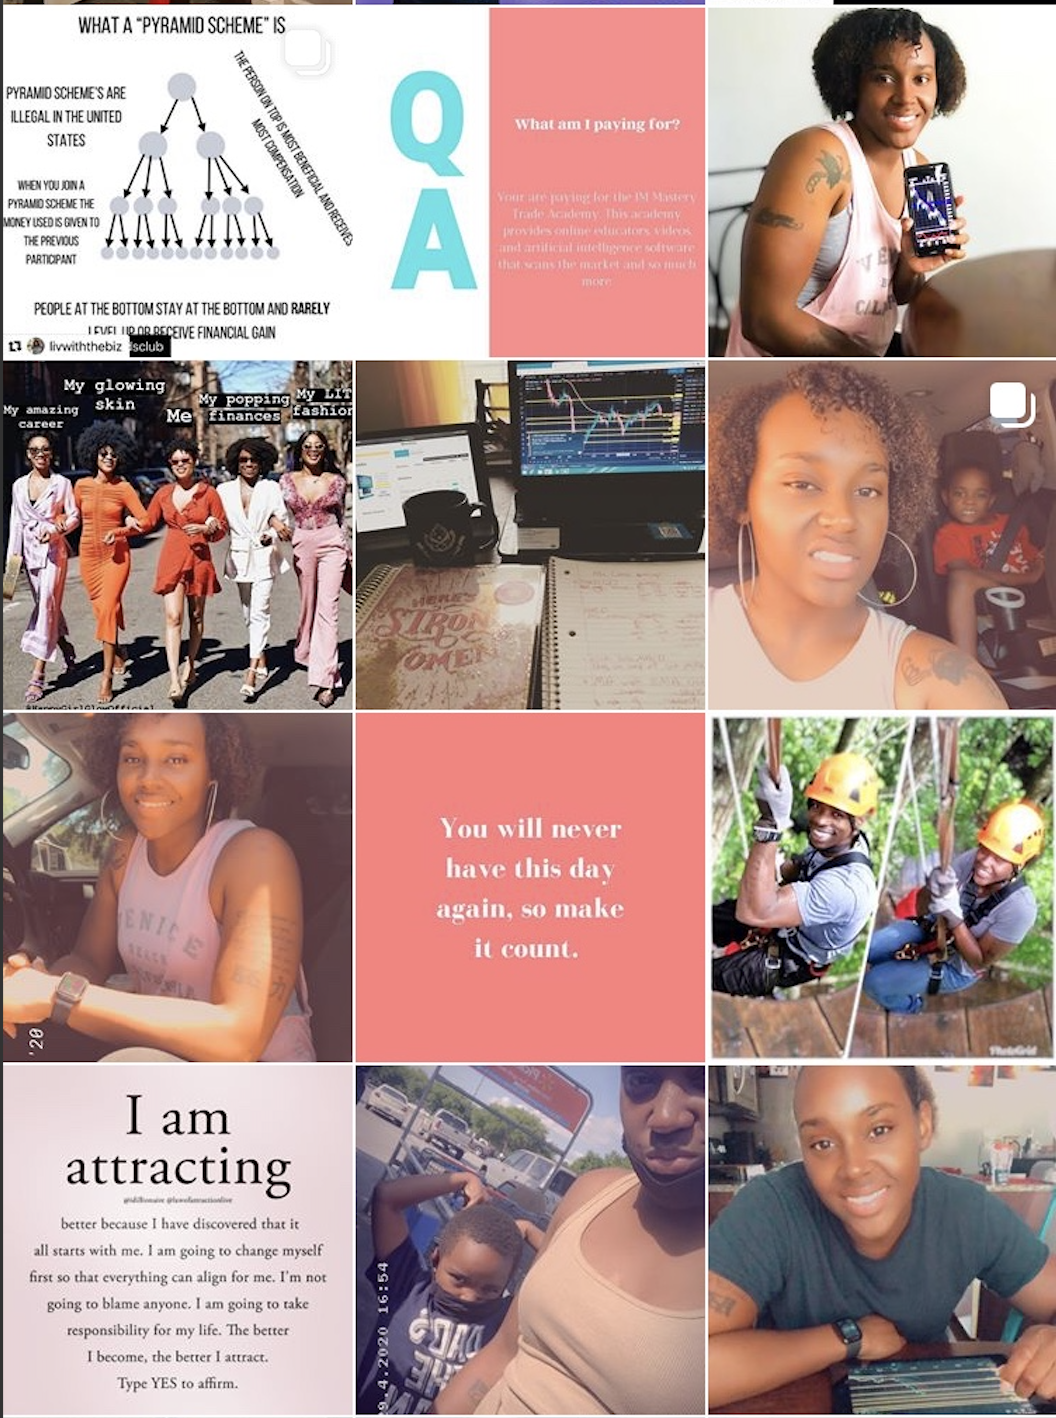 WHAT A “PYRAMID SCHEME” IS
PYRAMID SCHEME'S ARE
ILLEGAL IN THE UNITED
STATES
THE PERSON ON TOP IS MOST BENEFICIAL AND RECEIVES
MOST COMPENSATION
WHEN YOU JOIN A
PYRAMID SCHEME THE
MONEY USED IS GIVEN TO
THE PREVIOUS
PARTICIPANT
PEOPLE AT THE BOTTOM STAY AT THE BOTTOM AND RARELY
LEVEL UP OR RECEIVE FINANCIAL GAIN
livwiththebiz
sclub
Q
A
What am I paying for?
Your are paying for the IM Mastery
Trade Academy. This academy
provides online educators, videos,
and artificial intelligence software
that scans the market and so much
more
VE
CAL
My amazing
career
My glowing
skin
Me
My popping
finances
My LIT
fashion
@HappyGirlGlowOfficial
HERE'S
STRONG
WOMEN
VENICE
BEACH
'20
You will never
have this day
again, so make
it count.
PhotoGrid
I am
attracting
@idillionaire @lawofattractionlive
better because I have discovered that it
all starts with me. I am going to change myself
first so that everything can align for me. I'm not
going to blame anyone. I am going to take
responsibility for my life. The better
I become, the better I attract.
Type YES to affirm.
9.4.2020 16:54